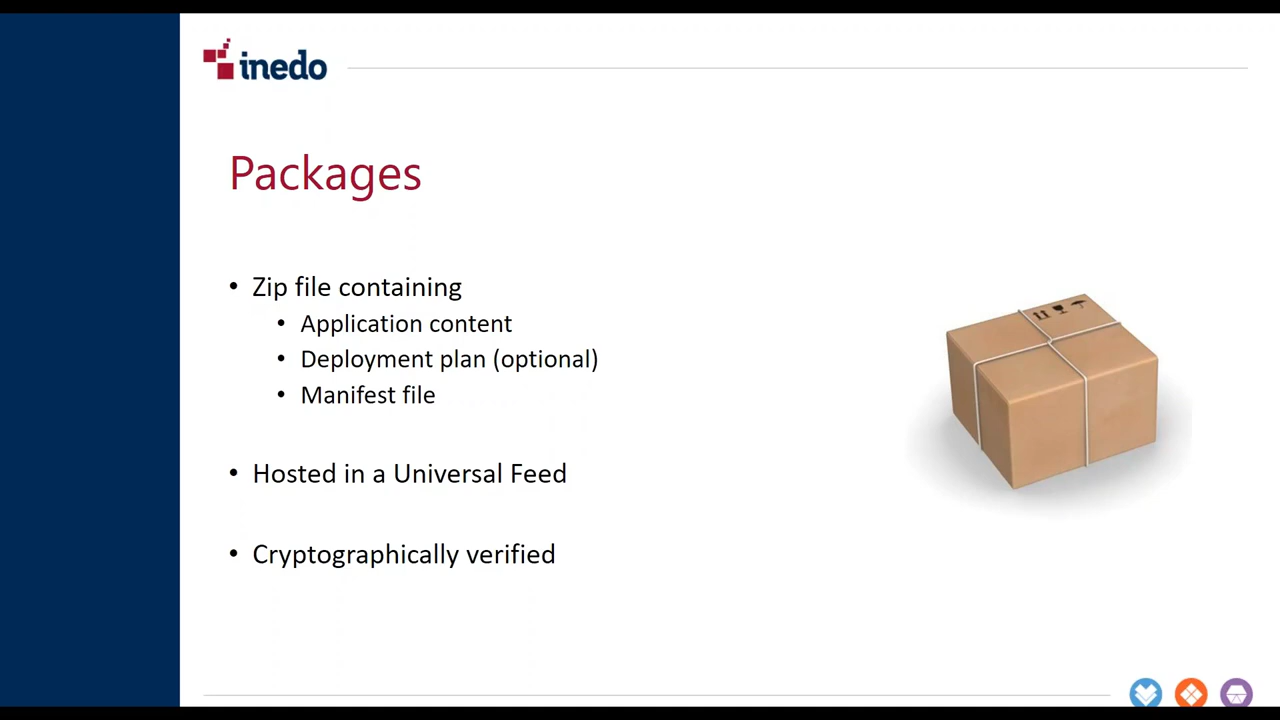 inedo
Packages
• Zip file containing
• Application content
• Deployment plan (optional)
• Manifest file
• Hosted in a Universal Feed
• Cryptographically verified